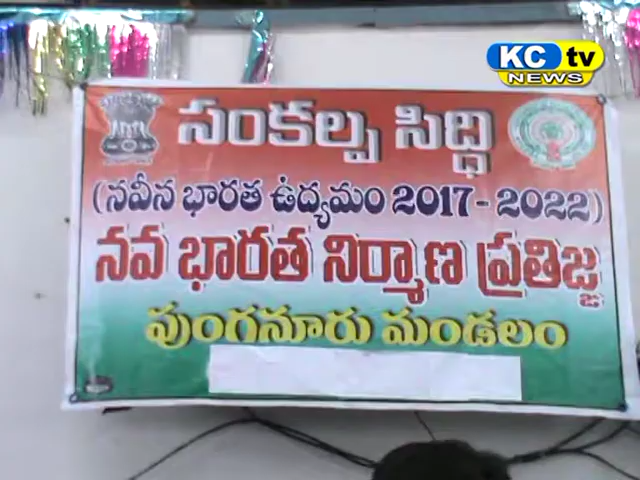 KC tv
NEWS
సంకల్ప సిద్ధి
(నవీన భారత ఉద్యమం 2017-2022)
నవ భారత నిర్మాణ ప్రతిజ్ఞ
పుంగనూరు మండలం